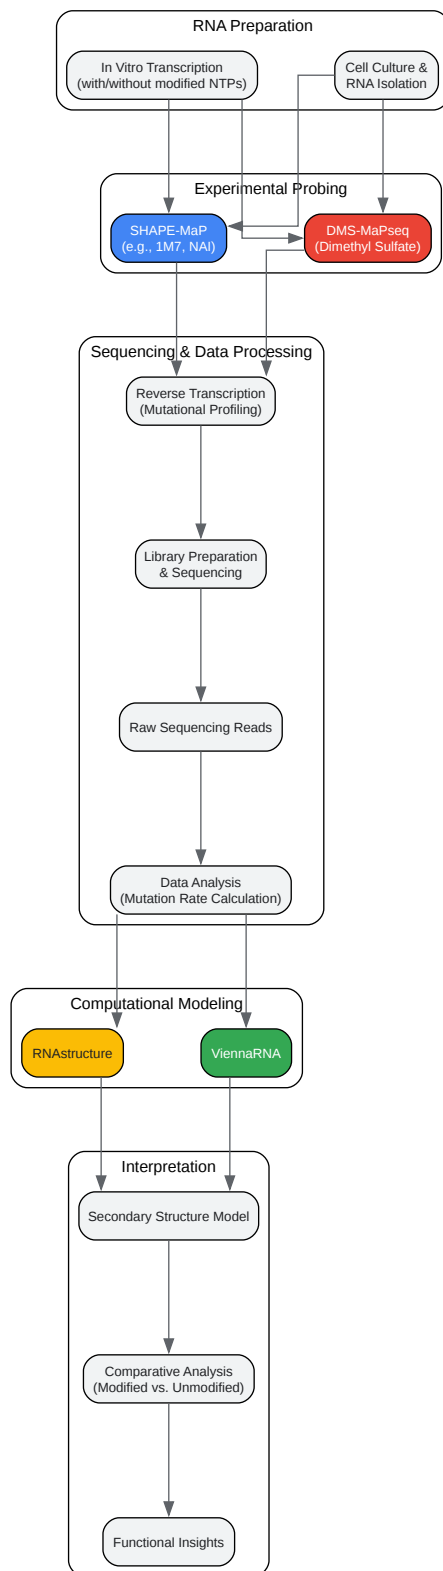 RNA Preparation
In Vitro Transcription
(with/without modified NTPs)
Cell Culture &
RNA Isolation
Experimental Probing
SHAPE-MaP
(e.g., 1M7, NAI)
DMS-MaPseq
(Dimethyl Sulfate)
Sequencing & Data Processing
Reverse Transcription
(Mutational Profiling)
Library Preparation
& Sequencing
Raw Sequencing Reads
Data Analysis
(Mutation Rate Calculation)
Computational Modeling
RNAstructure
ViennaRNA
Interpretation
Secondary Structure Model
Comparative Analysis
(Modified vs. Unmodified)
Functional Insights